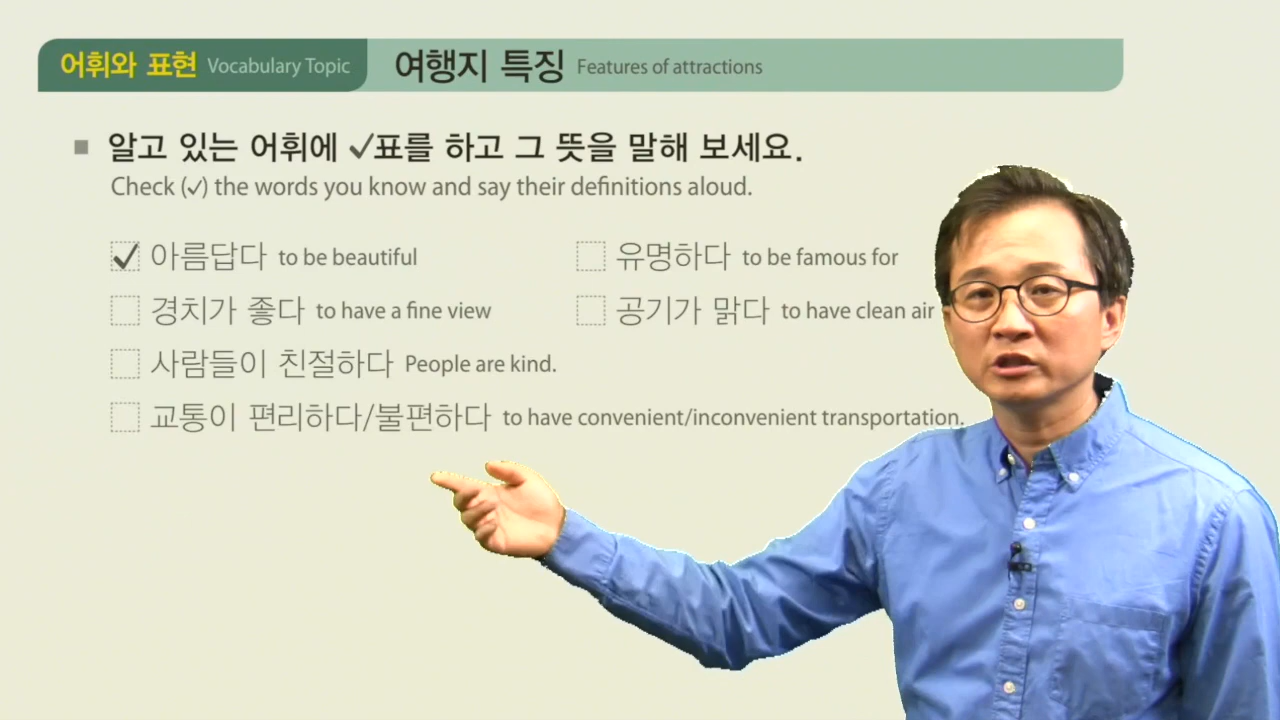 어휘와 표현 Vocabulary Topic 여행지 특징 Features of attractions
■ 알고 있는 어휘에 ✓표를 하고 그 뜻을 말해 보세요.
Check (✓) the words you know and say their definitions aloud.
아름답다 to be beautiful
유명하다 to be famous for
경치가 좋다 to have a fine view
공기가 맑다 to have clean air
사람들이 친절하다 People are kind.
교통이 편리하다/불편하다 to have convenient/inconvenient transportation.